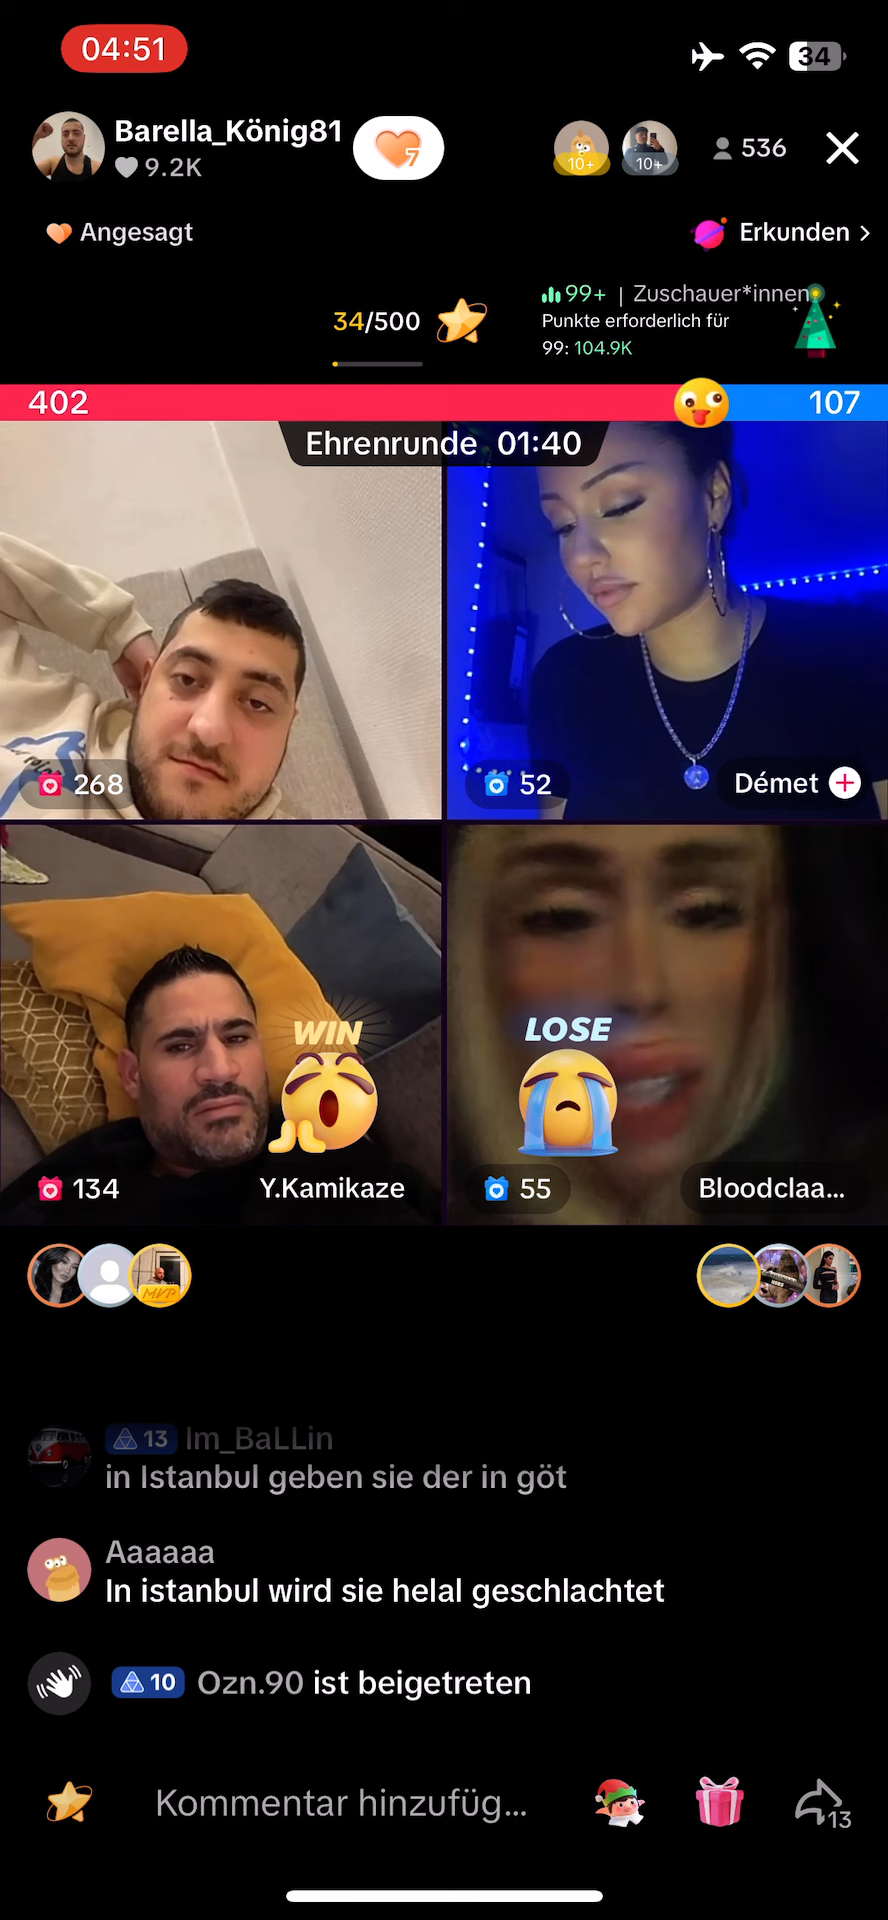 04:51
34
Barella_König81
9.2K
7
10+
10+
536
Angesagt
Erkunden >
34/500
99+ | Zuschauer*innen
Punkte erforderlich für
99: 104.9K
402
107
Ehrenrunde 01:40
268
52
Démet
WIN
LOSE
134
Y.Kamikaze
55
Bloodclaa...
MVP
13 Im_BaLLin
in Istanbul geben sie der in göt
Aaaaaa
In istanbul wird sie helal geschlachtet
10 Ozn.90 ist beigetreten
Kommentar hinzufüg...
13